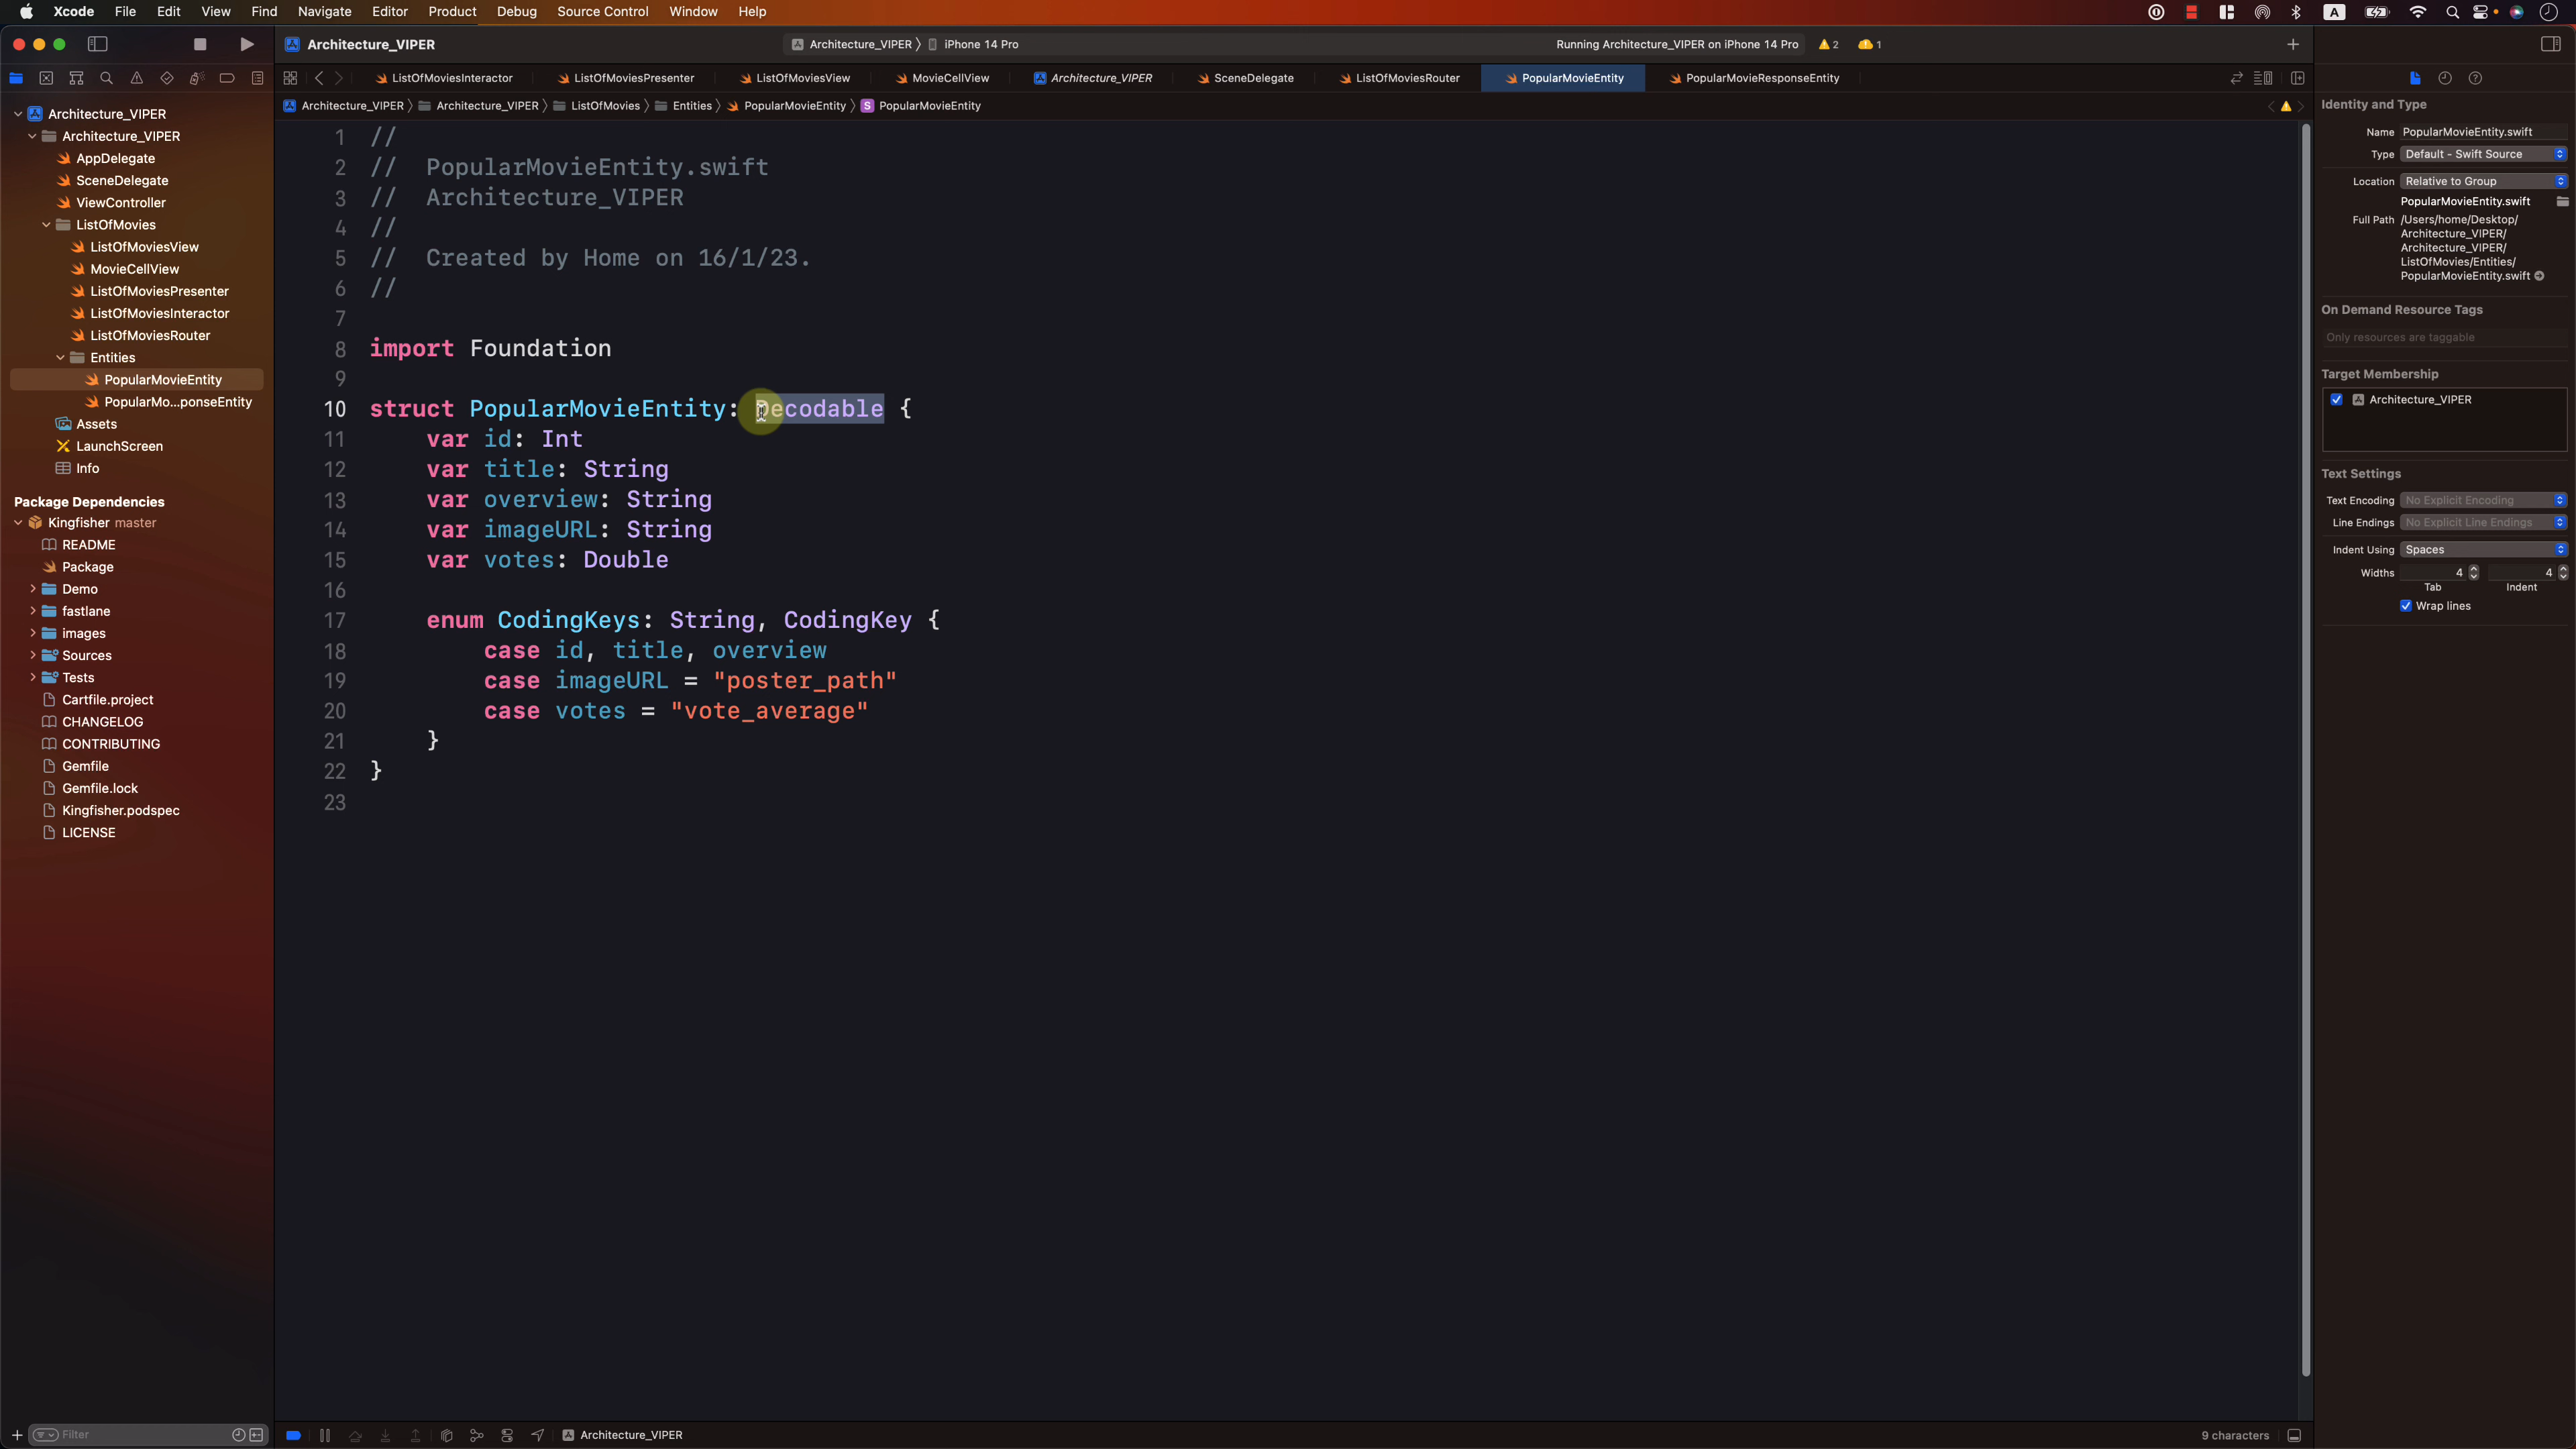 Xcode File Edit View Find Navigate Editor Product Debug Source Control Window Help
Architecture_VIPER
Architecture_VIPER iPhone 14 Pro
Running Architecture_VIPER on iPhone 14 Pro 2 1
ListOfMoviesInteractor ListOfMoviesPresenter ListOfMoviesView MovieCellView Architecture_VIPER SceneDelegate ListOfMoviesRouter PopularMovieEntity PopularMovieResponseEntity
Architecture_VIPER Architecture_VIPER ListOfMovies Entities PopularMovieEntity S PopularMovieEntity
Architecture_VIPER
Architecture_VIPER
AppDelegate
SceneDelegate
ViewController
ListOfMovies
ListOfMoviesView
MovieCellView
ListOfMoviesPresenter
ListOfMoviesInteractor
ListOfMoviesRouter
Entities
PopularMovieEntity
PopularMo...ponseEntity
Assets
LaunchScreen
Info
Package Dependencies
Kingfisher master
README
Package
Demo
fastlane
images
Sources
Tests
Cartfile.project
CHANGELOG
CONTRIBUTING
Gemfile
Gemfile.lock
Kingfisher.podspec
LICENSE
Filter
1 //
2 // PopularMovieEntity.swift
3 // Architecture_VIPER
4 //
5 // Created by Home on 16/1/23.
6 //
7
8 import Foundation
9
10 struct PopularMovieEntity: Decodable {
11 var id: Int
12 var title: String
13 var overview: String
14 var imageURL: String
15 var votes: Double
16
17 enum CodingKeys: String, CodingKey {
18 case id, title, overview
19 case imageURL = "poster_path"
20 case votes = "vote_average"
21 }
22 }
23
Architecture_VIPER
9 characters
Identity and Type
Name PopularMovieEntity.swift
Type Default - Swift Source
Location Relative to Group
PopularMovieEntity.swift
Full Path /Users/home/Desktop/
Architecture_VIPER/
Architecture_VIPER/
ListOfMovies/Entities/
PopularMovieEntity.swift
On Demand Resource Tags
Only resources are taggable
Target Membership
Architecture_VIPER
Text Settings
Text Encoding No Explicit Encoding
Line Endings No Explicit Line Endings
Indent Using Spaces
Widths 4 4
Tab Indent
Wrap lines